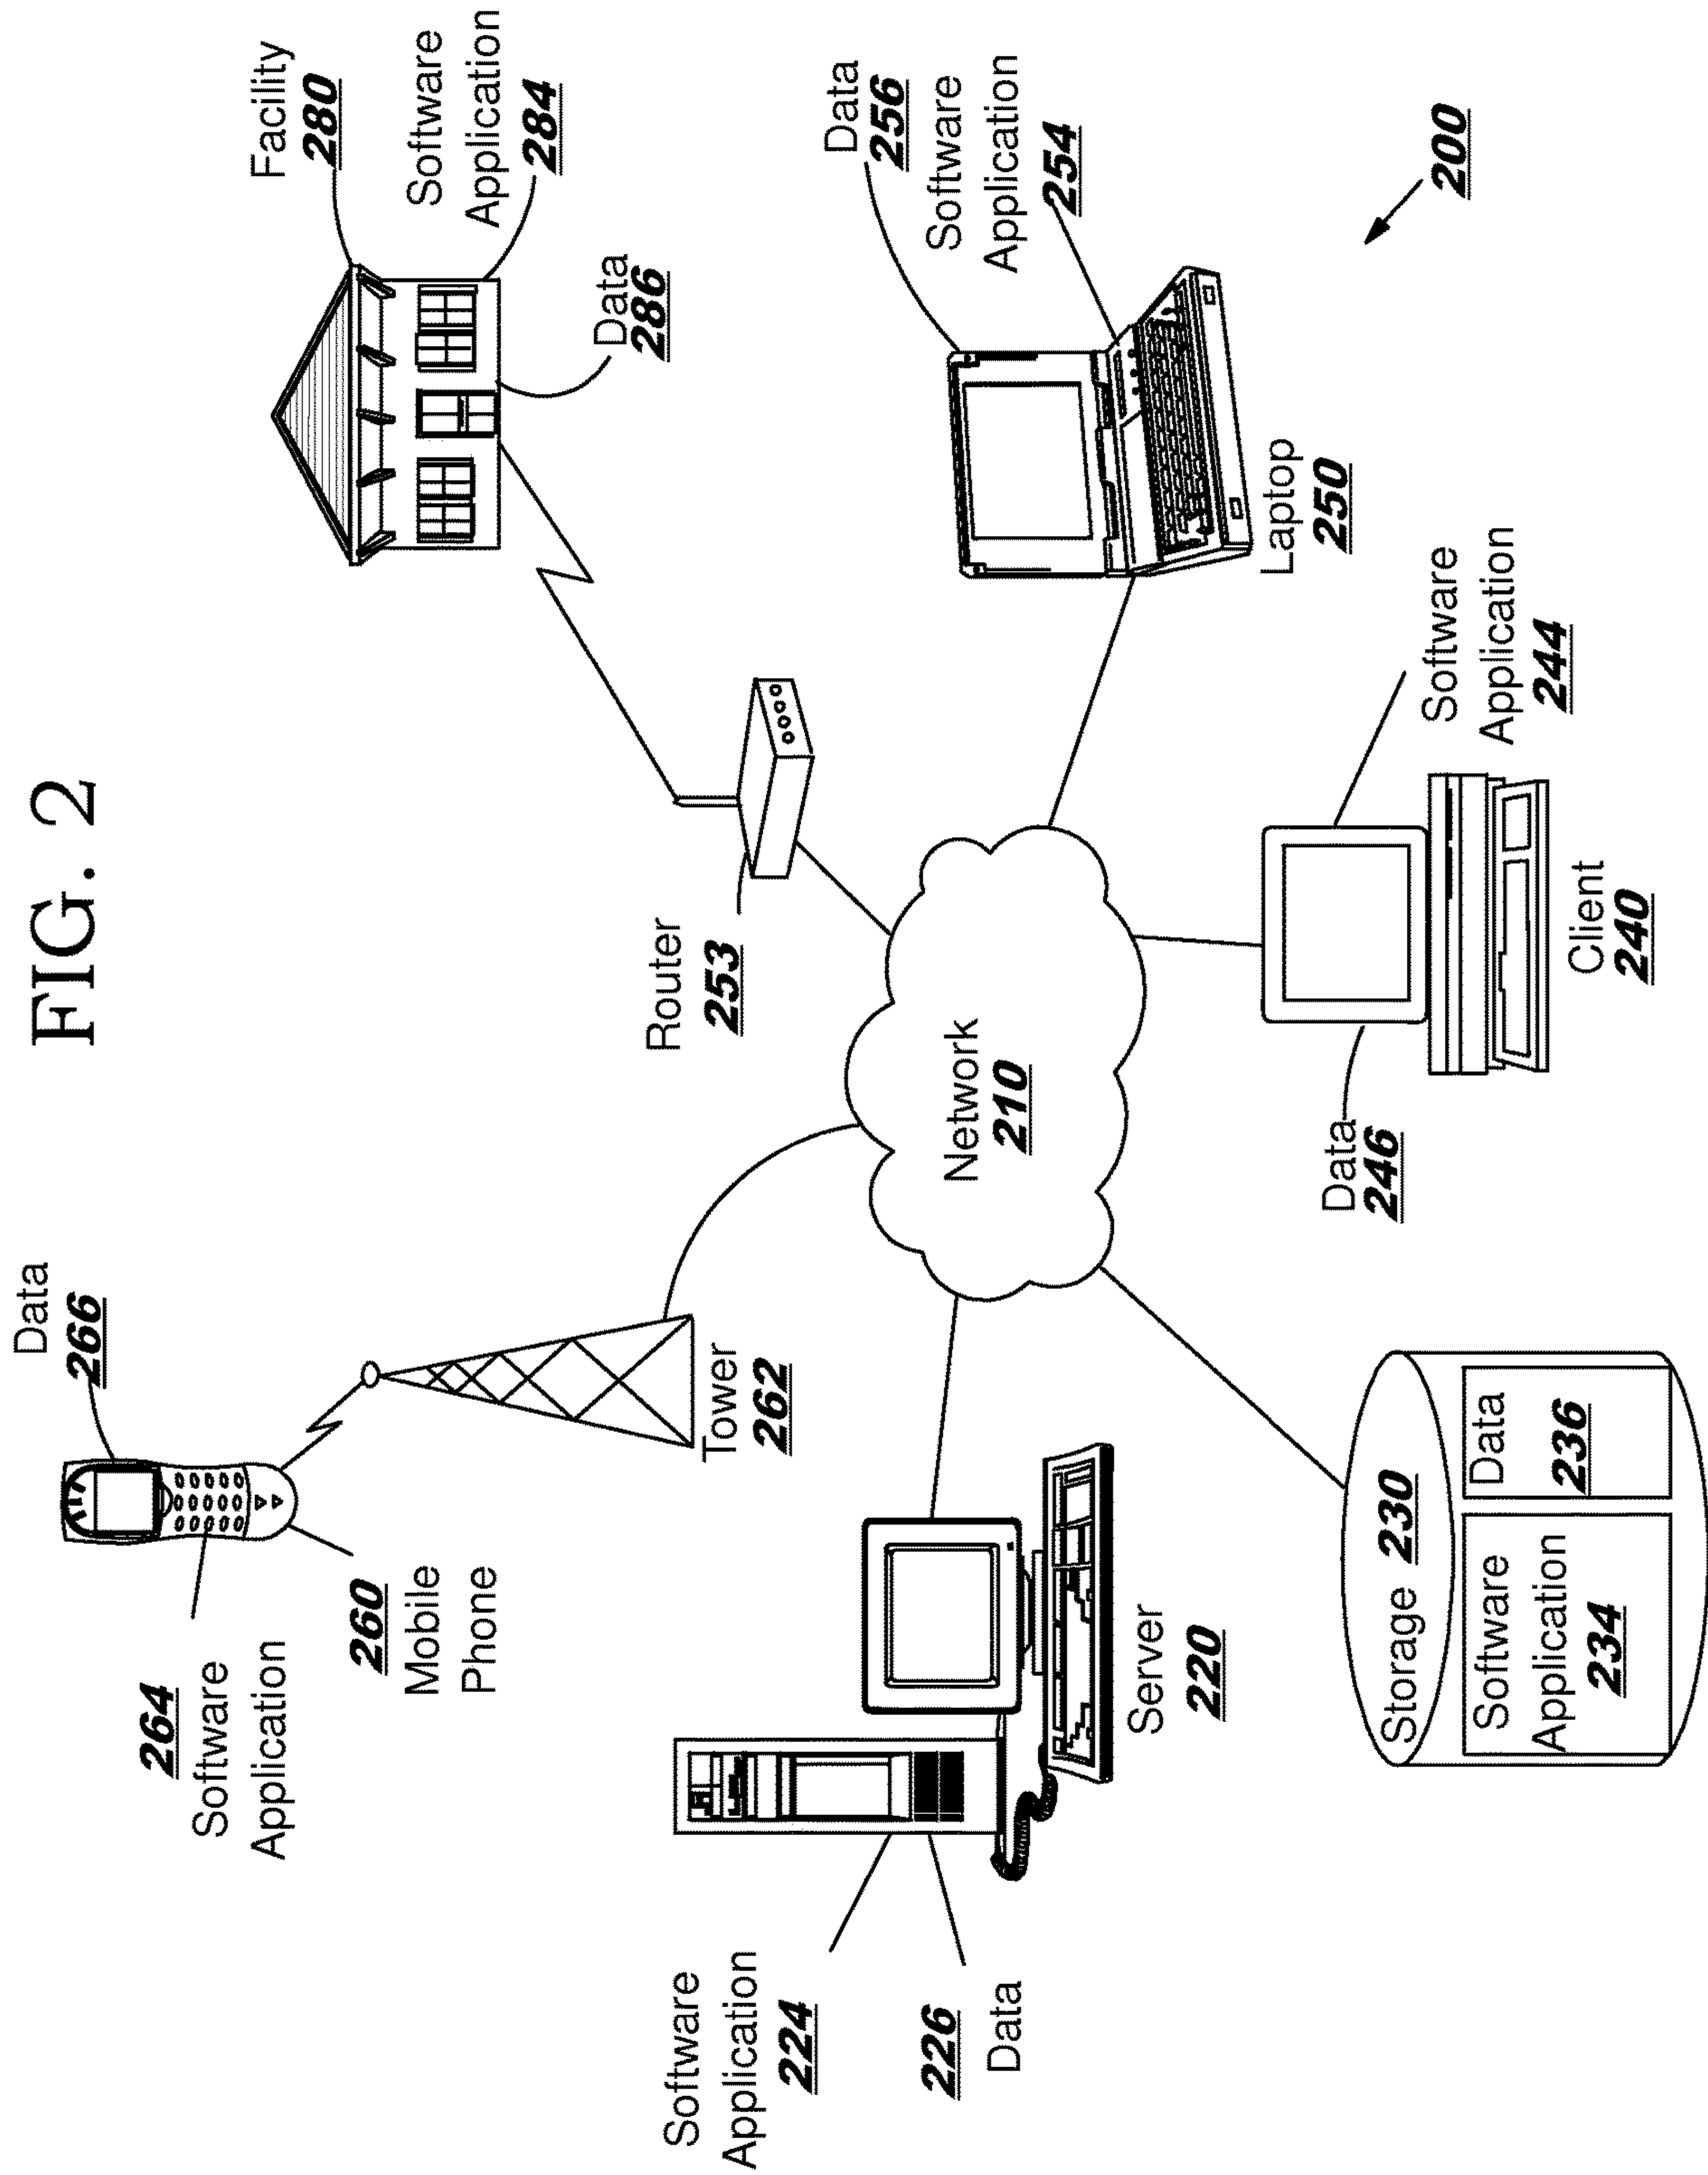 FIG. 2
Data
266
264
Software
Application
260
Mobile
Phone
Tower
262
Router
253
Facility
280
Software
Application
284
Data
286
Software
Application
224
226
Data
Server
220
Network
210
Data
256
Software
Application
254
Laptop
250
Storage 230
Software
Application
234
Data
236
Data
246
Client
240
Software
Application
244
200